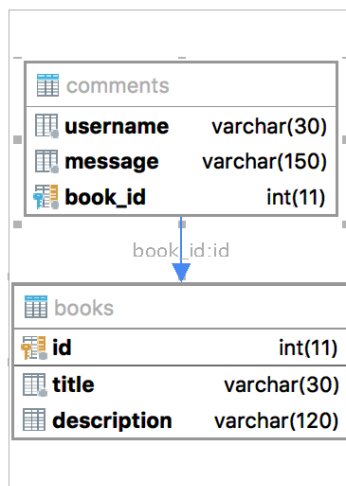 comments
username varchar(30)
message varchar(150)
book_id int(11)
book_id:id
books
id int(11)
title varchar(30)
description varchar(120)